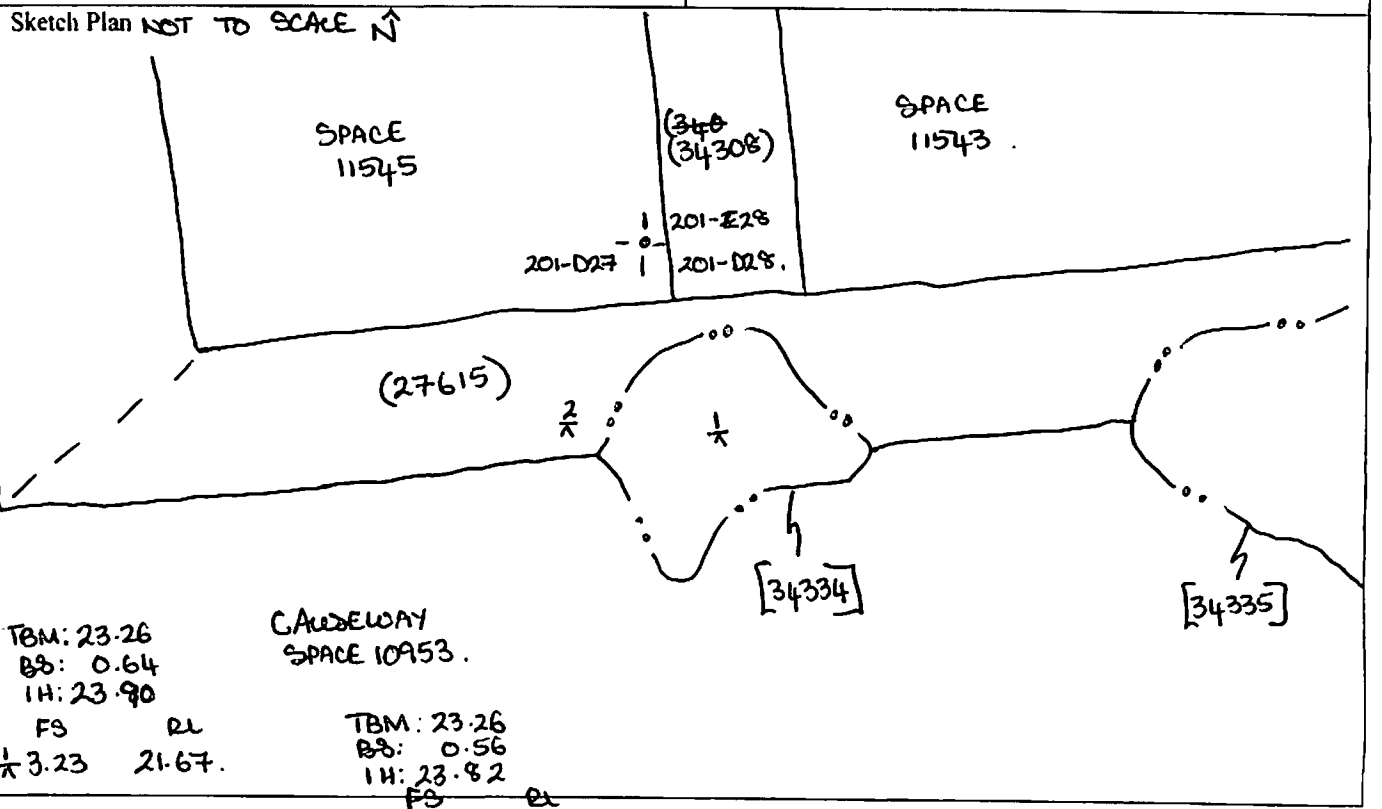 Sketch Plan NOT TO SCALE N
SPACE
11545
(340
(34308)
SPACE
11543.
201-E28
201-D27
201-D28.
(27615)
2
1
[34334]
[34335]
CAUSEWAY
SPACE 10953.
TBM: 23.26
BS: 0.64
IH: 23.90
FS RL
1 3.23 21.67.
TBM: 23.26
BS: 0.56
IH: 23.82
FS RL